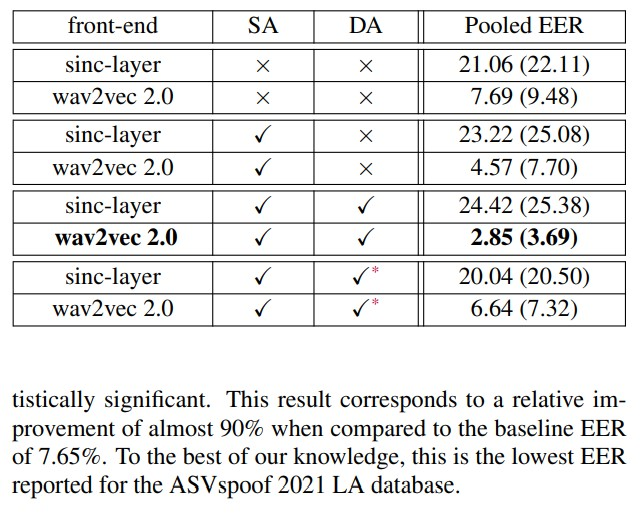 front-end SA DA Pooled EER
sinc-layer × × 21.06 (22.11)
wav2vec 2.0 × × 7.69 (9.48)
sinc-layer ✓ × 23.22 (25.08)
wav2vec 2.0 ✓ × 4.57 (7.70)
sinc-layer ✓ ✓ 24.42 (25.38)
wav2vec 2.0 ✓ ✓ 2.85 (3.69)
sinc-layer ✓ ✓* 20.04 (20.50)
wav2vec 2.0 ✓ ✓* 6.64 (7.32)
tistically significant. This result corresponds to a relative im-
provement of almost 90% when compared to the baseline EER
of 7.65%. To the best of our knowledge, this is the lowest EER
reported for the ASVspoof 2021 LA database.